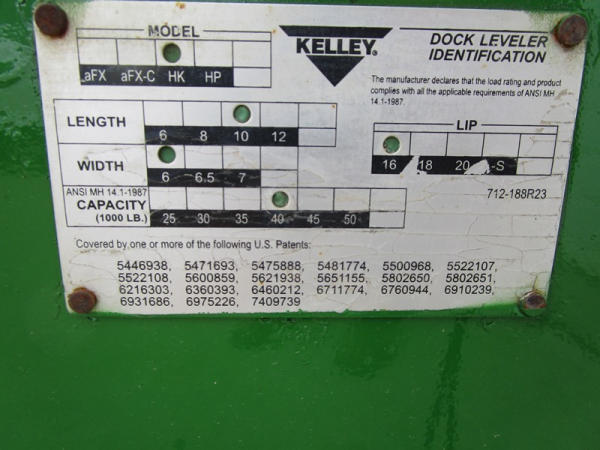 MODEL
aFX aFX-C HK HP
KELLEY®
DOCK LEVELER
IDENTIFICATION
The manufacturer declares that the load rating and product
complies with all the applicable requirements of ANSI MH
14.1-1987.
LENGTH
6 8 10 12
WIDTH
6 6.5 7
LIP
16 18 20 -S
ANSI MH 14.1-1987
CAPACITY
(1000 LB.)
25 30 35 40 45 50
712-188R23
Covered by one or more of the following U.S. Patents:
5446938, 5471693, 5475888, 5481774, 5500968, 5522107,
5522108, 5600859, 5621938, 5651155, 5802650, 5802651,
6216303, 6360393, 6460212, 6711774, 6760944, 6910239,
6931686, 6975226, 7409739